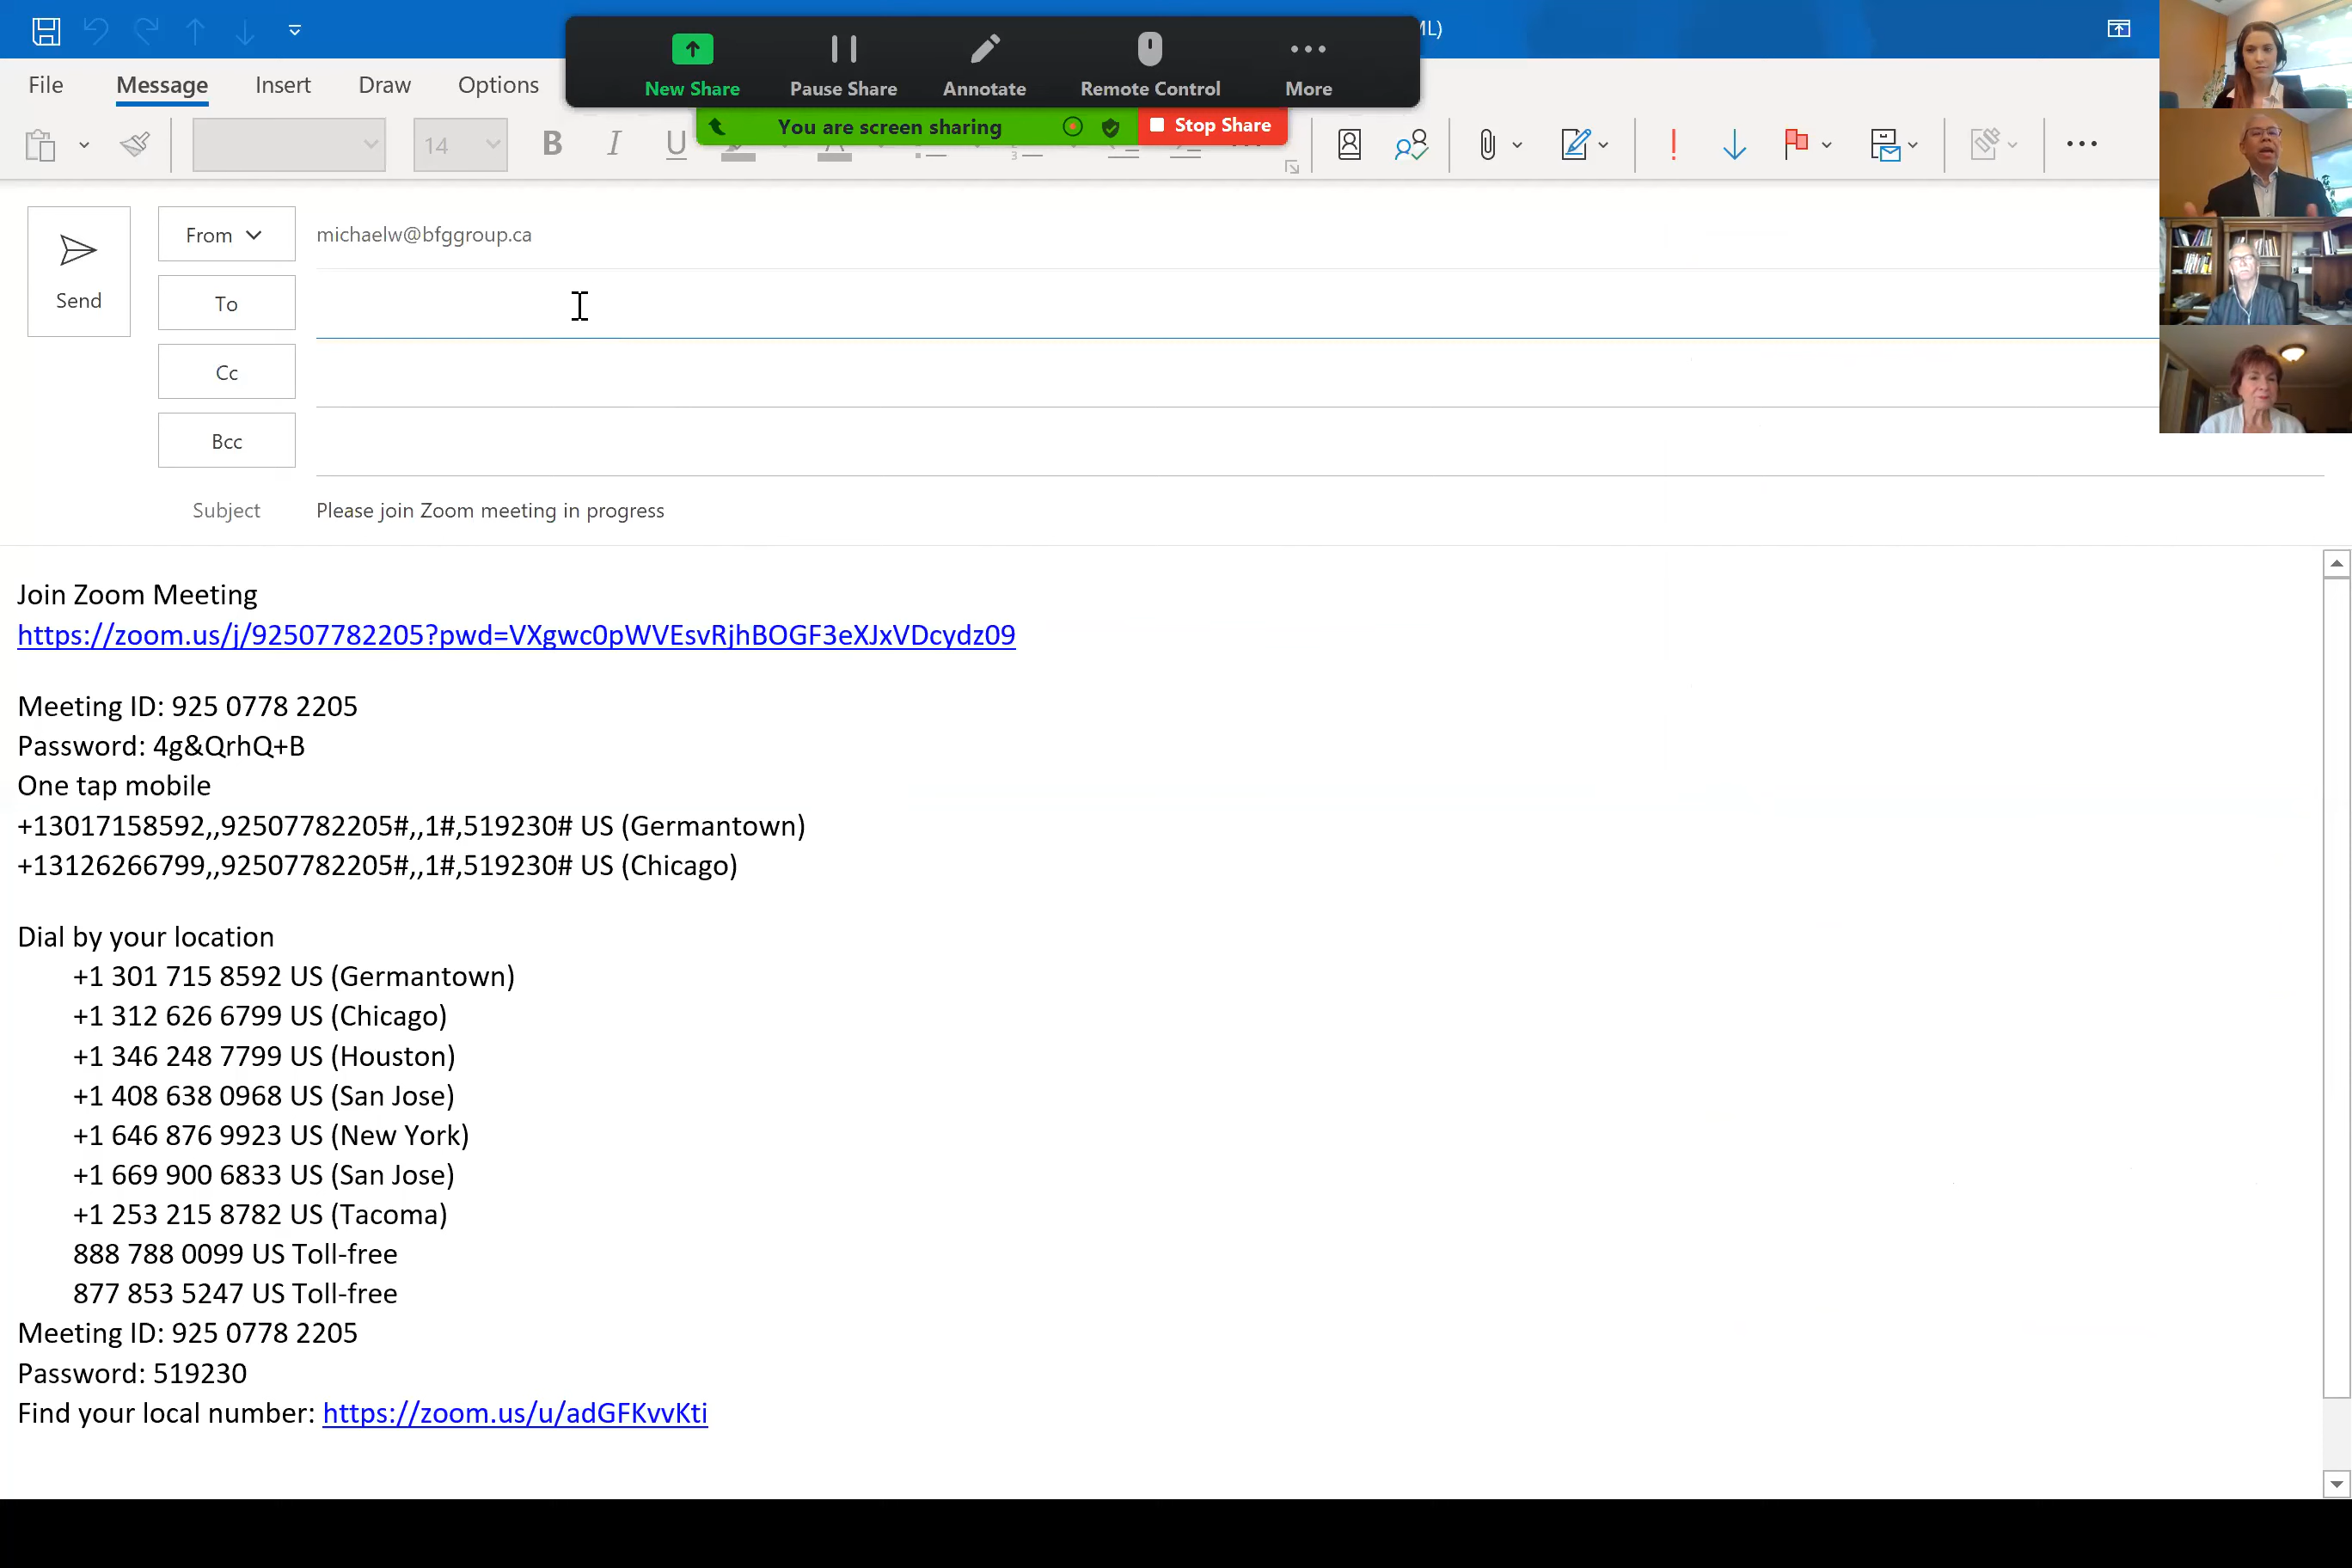 ML)
New Share
Pause Share
Annotate
Remote Control
More
File
Message
Insert
Draw
Options
You are screen sharing
Stop Share
14
B
I
U
Send
From
michaelw@bfggroup.ca
To
Cc
Bcc
Subject
Please join Zoom meeting in progress
Join Zoom Meeting
https://zoom.us/j/92507782205?pwd=VXgwc0pWVEsvRjhBOGF3eXJxVDcydz09
Meeting ID: 925 0778 2205
Password: 4g&QrhQ+B
One tap mobile
+13017158592,,92507782205#,,1#,519230# US (Germantown)
+13126266799,,92507782205#,,1#,519230# US (Chicago)
Dial by your location
+1 301 715 8592 US (Germantown)
+1 312 626 6799 US (Chicago)
+1 346 248 7799 US (Houston)
+1 408 638 0968 US (San Jose)
+1 646 876 9923 US (New York)
+1 669 900 6833 US (San Jose)
+1 253 215 8782 US (Tacoma)
888 788 0099 US Toll-free
877 853 5247 US Toll-free
Meeting ID: 925 0778 2205
Password: 519230
Find your local number: https://zoom.us/u/adGFKvvKti